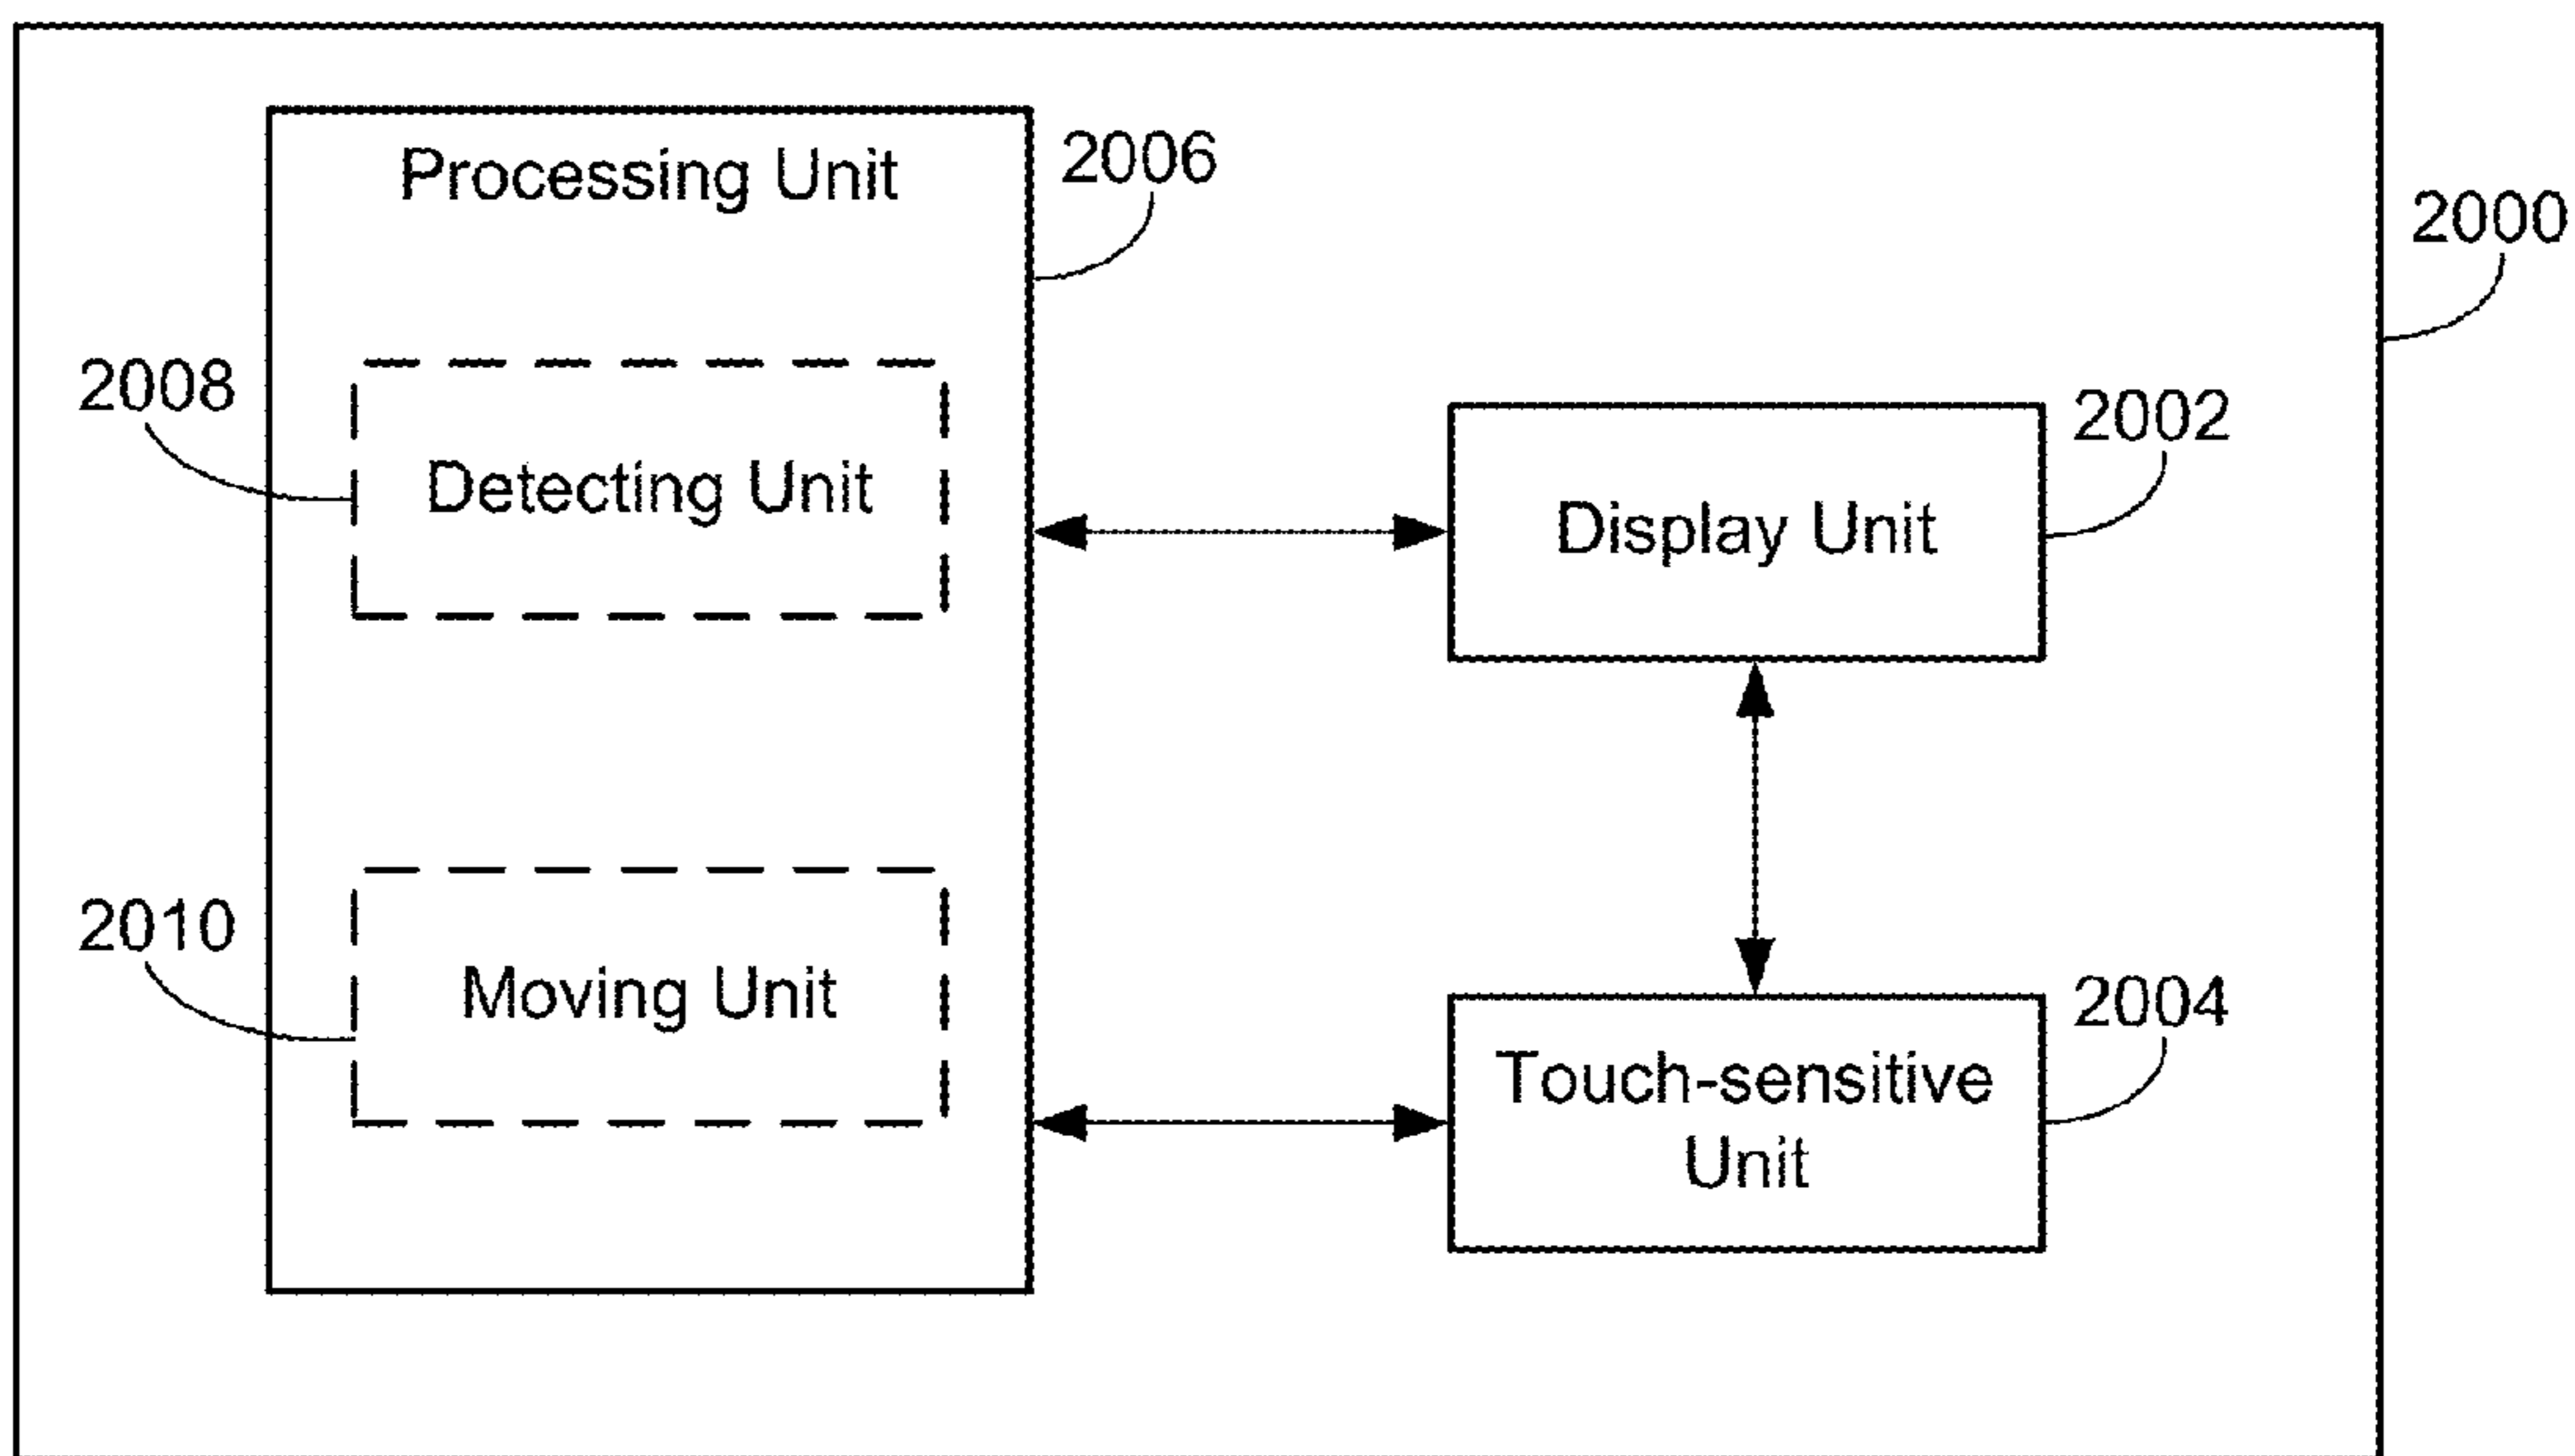 Processing Unit
2006
2000
2008
Detecting Unit
2002
Display Unit
2010
Moving Unit
2004
Touch-sensitive
Unit